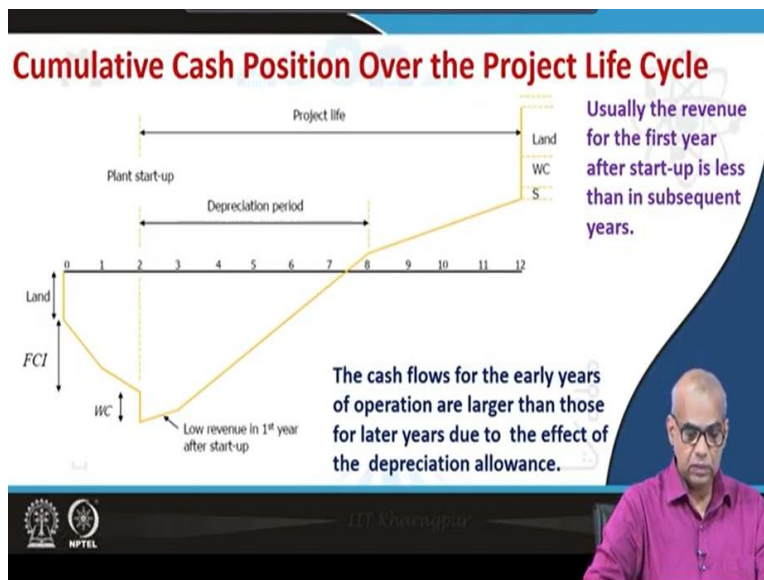 Cumulative Cash Position Over the Project Life Cycle
Project life
Plant start-up
Depreciation period
Land
WC
S
Usually the revenue
for the first year
after start-up is less
than in subsequent
years.
0 1 2 3 4 5 6 7 8 9 10 11 12
Land
FCI
WC
Low revenue in 1st year
after start-up
The cash flows for the early years
of operation are larger than those
for later years due to the effect of
the depreciation allowance.
IIT Kharagpur
NPTEL